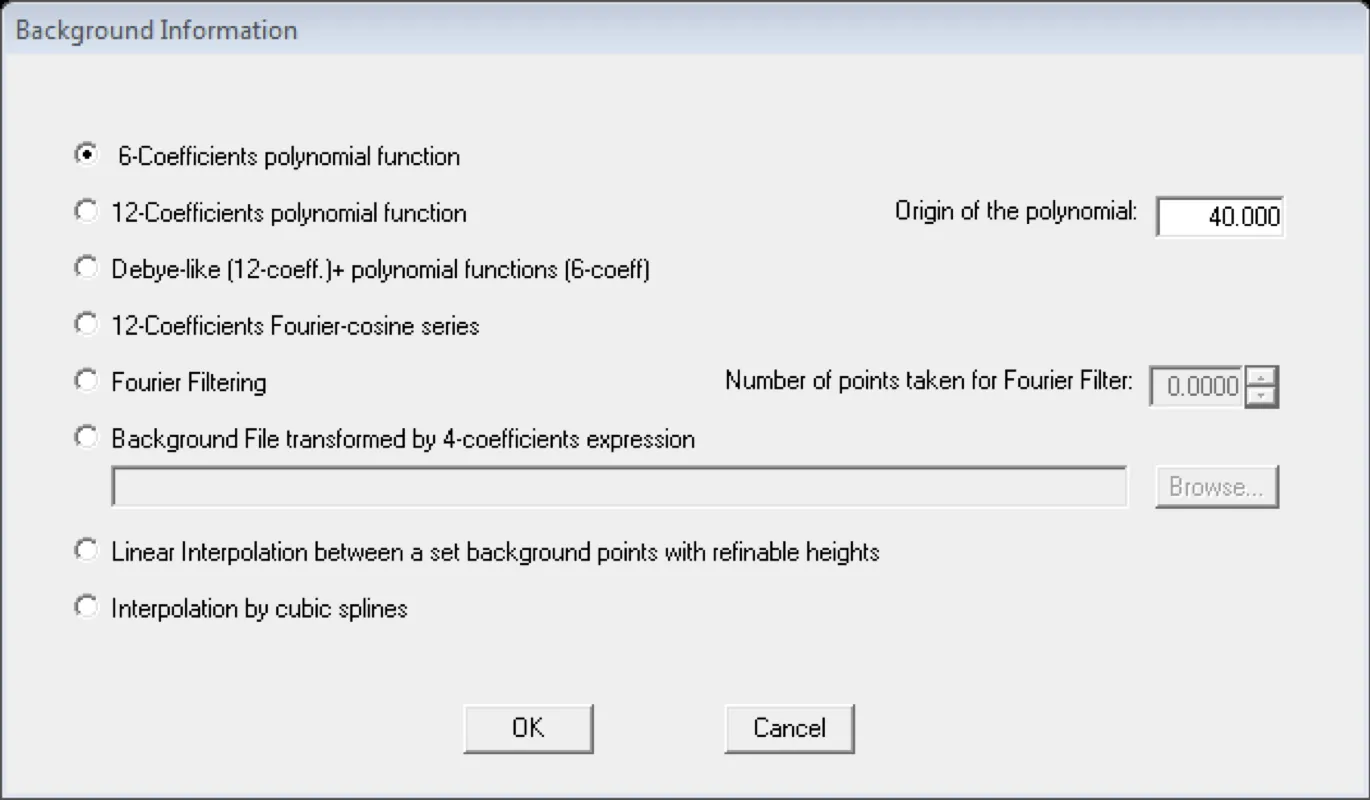 Background Information
6-Coefficients polynomial function
12-Coefficients polynomial function
Origin of the polynomial: 40.000
Debye-like (12-coeff.)+ polynomial functions (6-coeff)
12-Coefficients Fourier-cosine series
Fourier Filtering
Number of points taken for Fourier Filter: 0.0000
Background File transformed by 4-coefficients expression
Browse...
Linear Interpolation between a set background points with refinable heights
Interpolation by cubic splines
OK
Cancel